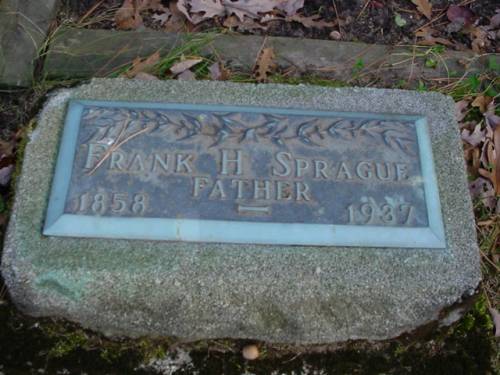 FRANK H SPRAGUE
FATHER
1858 1937